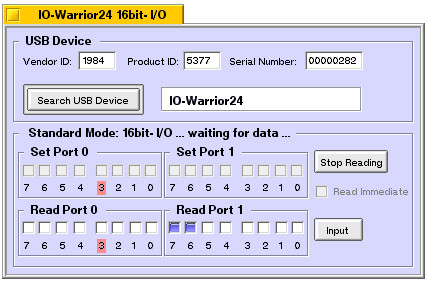 IO-Warrior24 16bit- I/O
USB Device
Vendor ID: 1984 Product ID: 5377 Serial Number: 00000282
Search USB Device IO-Warrior24
Standard Mode: 16bit- I/O ... waiting for data ...
Set Port 0 Set Port 1
Stop Reading
7 6 5 4 3 2 1 0 7 6 5 4 3 2 1 0
Read Immediate
Read Port 0 Read Port 1
Input
7 6 5 4 3 2 1 0 7 6 5 4 3 2 1 0